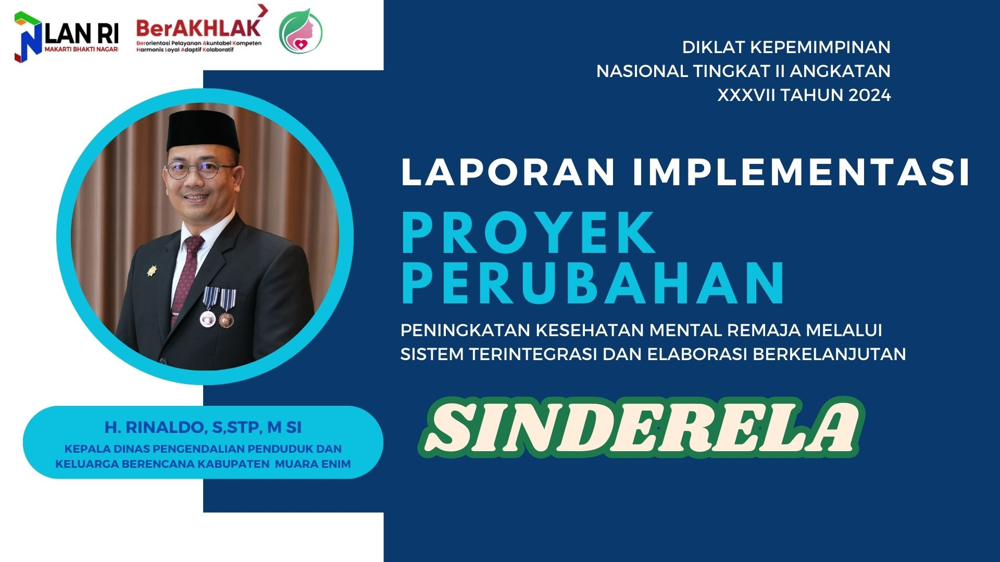 LAN RI
MAKARTI BHAKTI NAGARI
BerAKHLAK
Berorientasi Pelayanan Akuntabel Kompeten
Harmonis Loyal Adaptif Kolaboratif
DIKLAT KEPEMIMPINAN
NASIONAL TINGKAT II ANGKATAN
XXXVII TAHUN 2024
LAPORAN IMPLEMENTASI
PROYEK
PERUBAHAN
PENINGKATAN KESEHATAN MENTAL REMAJA MELALUI
SISTEM TERINTEGRASI DAN ELABORASI BERKELANJUTAN
SINDERELA
H. RINALDO, S,STP, M SI
KEPALA DINAS PENGENDALIAN PENDUDUK DAN
KELUARGA BERENCANA KABUPATEN MUARA ENIM